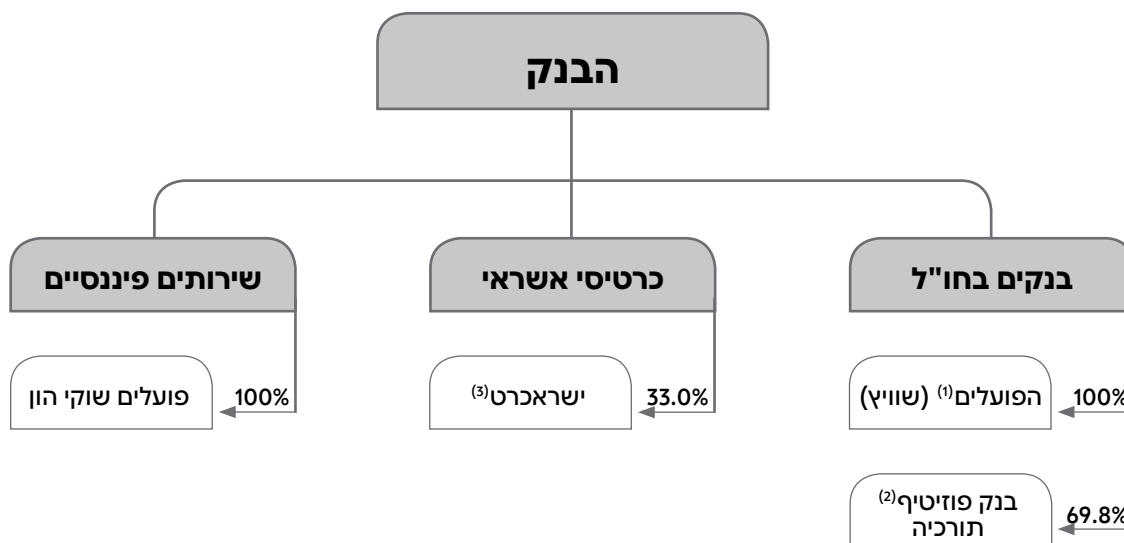 הבנק
בנקים בחו"ל
כרטיסי אשראי
שירותים פיננסיים
הפועלים(1) (שוויץ)
100%
ישראכרט(3)
33.0%
פועלים שוקי הון
100%
בנק פוזיטיף(2)
תורכיה
69.8%